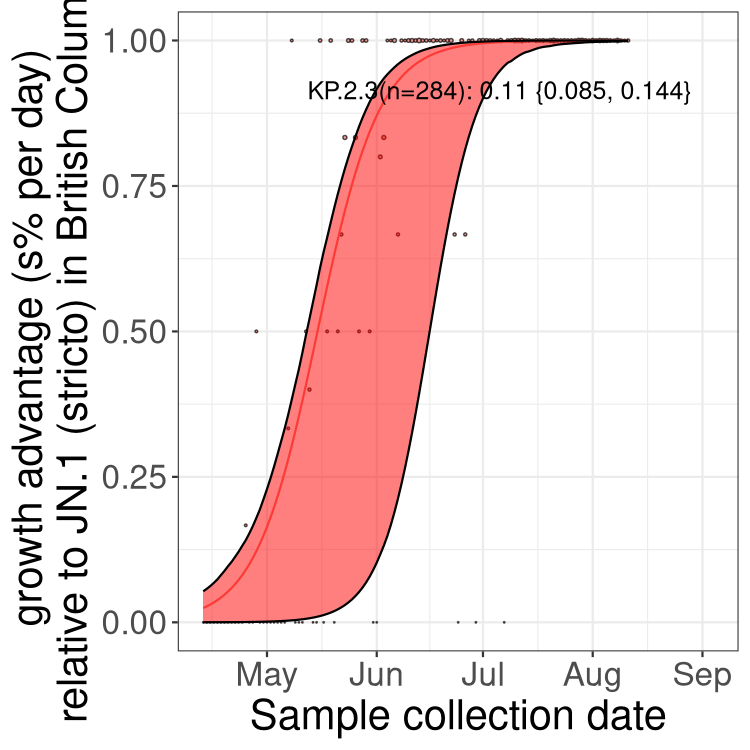 growth advantage (s% per day)
relative to JN.1 (stricto) in British Colum
1.00
0.75
0.50
0.25
0.00
KP.2.3(n=284): 0.11 {0.085, 0.144}
May Jun Jul Aug Sep
Sample collection date